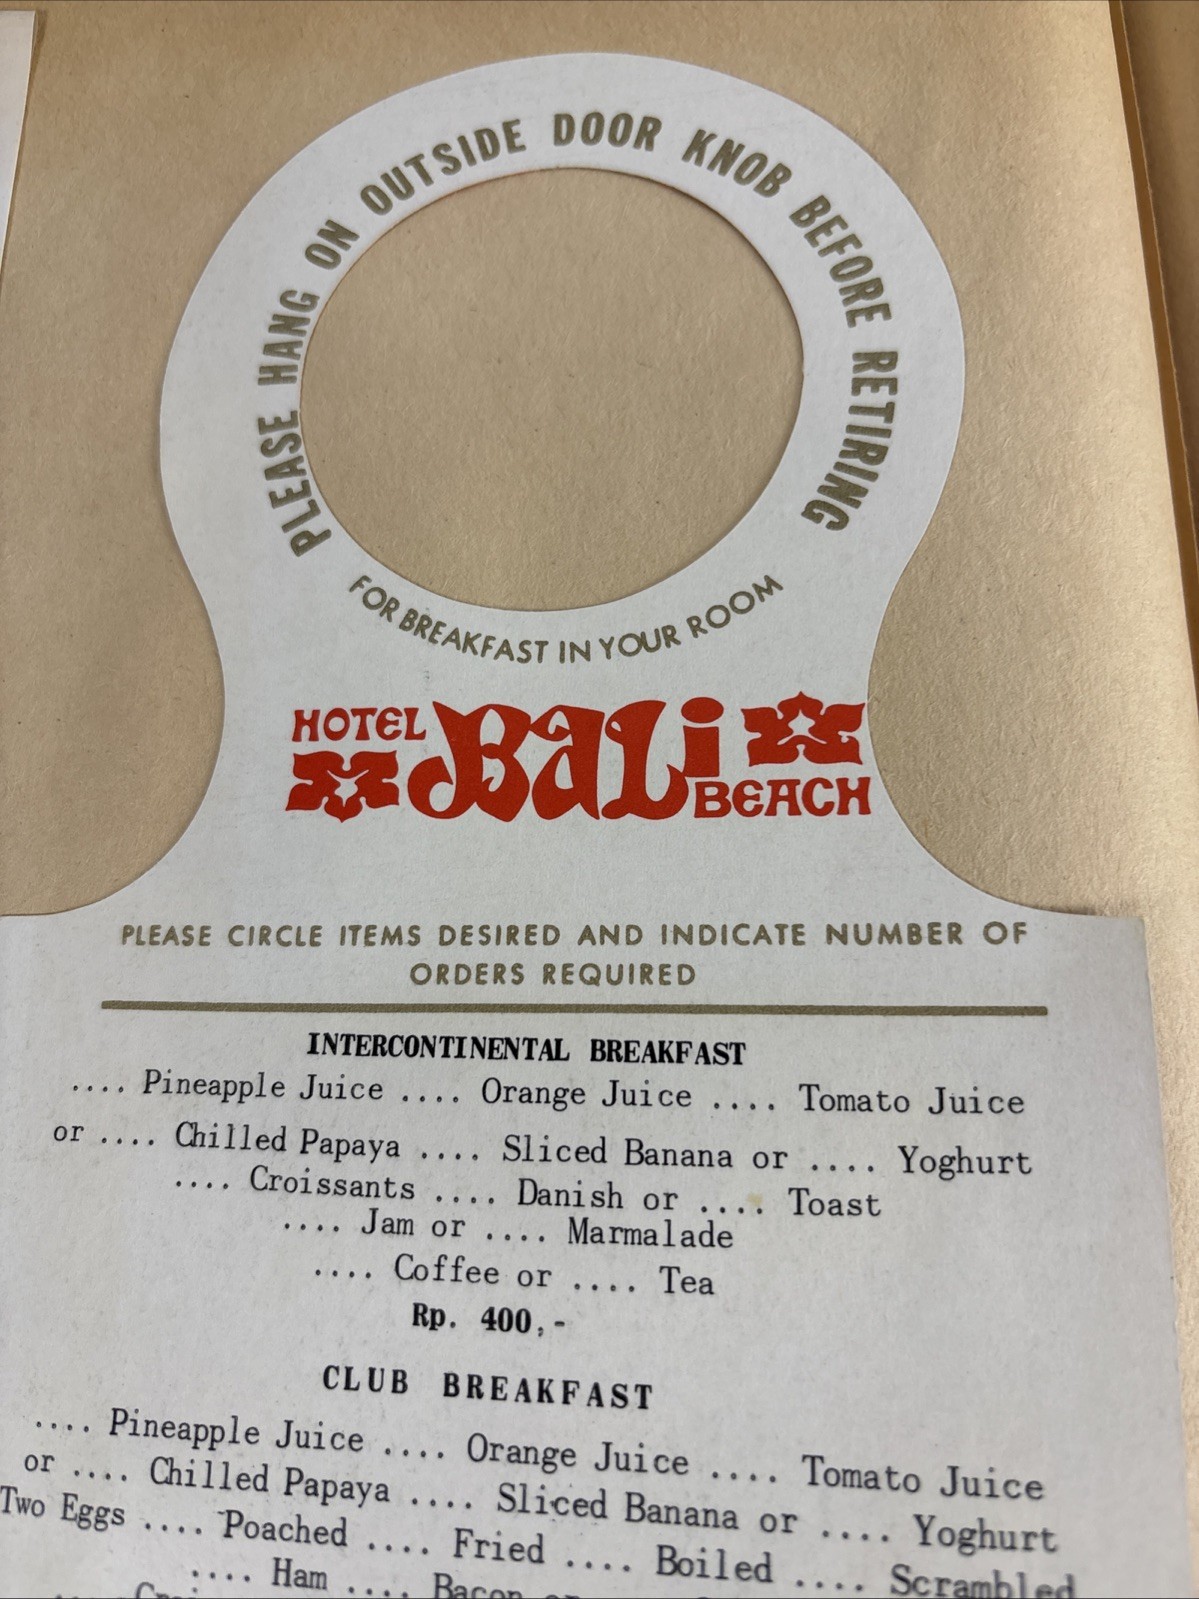 PLEASE HANG ON OUTSIDE DOOR KNOB BEFORE RETIRING
FOR BREAKFAST IN YOUR ROOM
HOTEL BALI BEACH
PLEASE CIRCLE ITEMS DESIRED AND INDICATE NUMBER OF
ORDERS REQUIRED
INTERCONTINENTAL BREAKFAST
.... Pineapple Juice .... Orange Juice .... Tomato Juice
or .... Chilled Papaya .... Sliced Banana or .... Yoghurt
.... Croissants .... Danish or .... Toast
.... Jam or .... Marmalade
.... Coffee or .... Tea
Rp. 400,-
CLUB BREAKFAST
.... Pineapple Juice .... Orange Juice .... Tomato Juice
or .... Chilled Papaya .... Sliced Banana or .... Yoghurt
Two Eggs .... Poached .... Fried .... Boiled .... Scrambled
.... Ham .... Bacon or